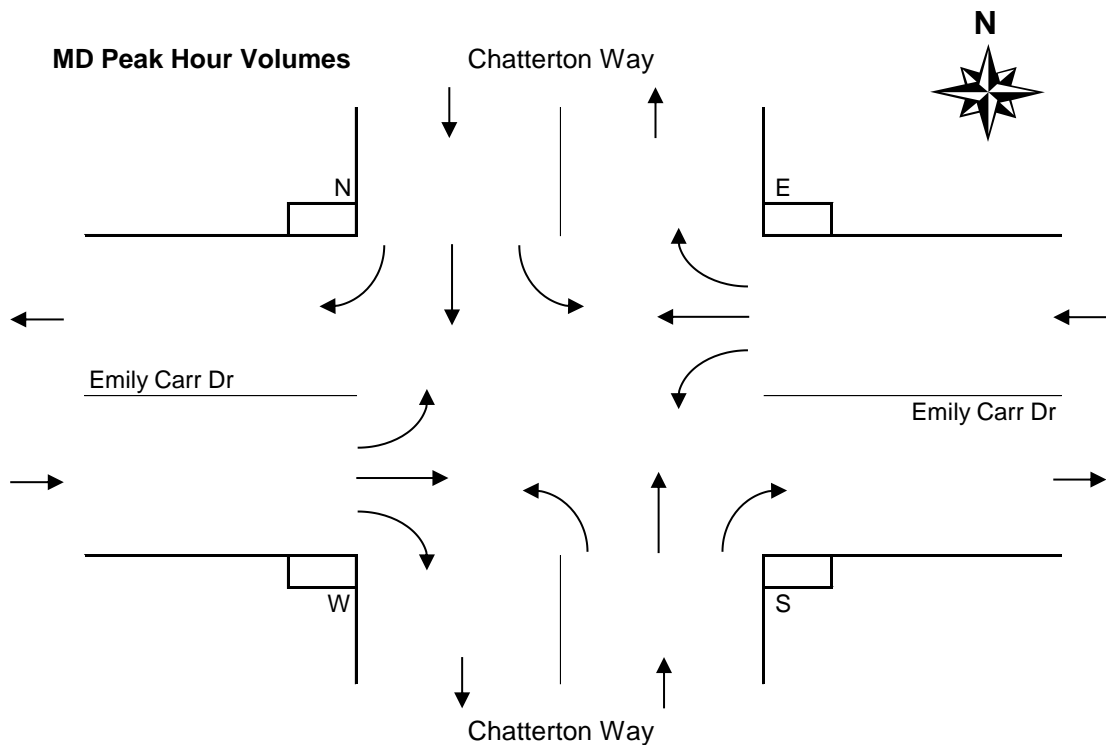 N
MD Peak Hour Volumes
Chatterton Way
N
E
Emily Carr Dr
Emily Carr Dr
W
S
Chatterton Way